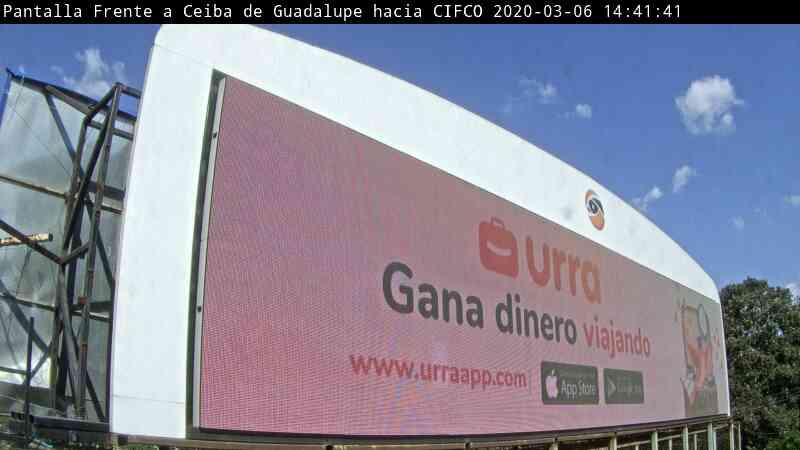 Pantalla Frente a Ceiba de Guadalupe hacia CIFCO 2020-03-06 14:41:41
urra
Gana dinero viajando
www.urraapp.com
App Store